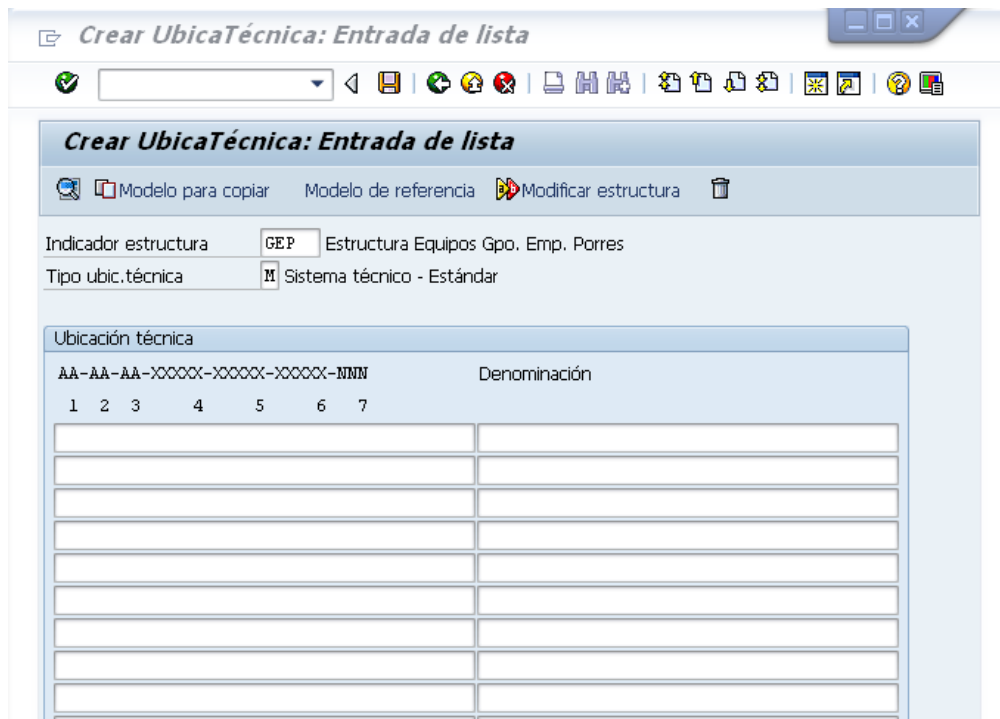 Crear UbicaTécnica: Entrada de lista
Crear UbicaTécnica: Entrada de lista
Modelo para copiar Modelo de referencia Modificar estructura
Indicador estructura GEP Estructura Equipos Gpo. Emp. Porres
Tipo ubic.técnica M Sistema técnico - Estándar
Ubicación técnica
AA-AA-AA-XXXXX-XXXXX-XXXXX-NNN Denominación
1 2 3 4 5 6 7